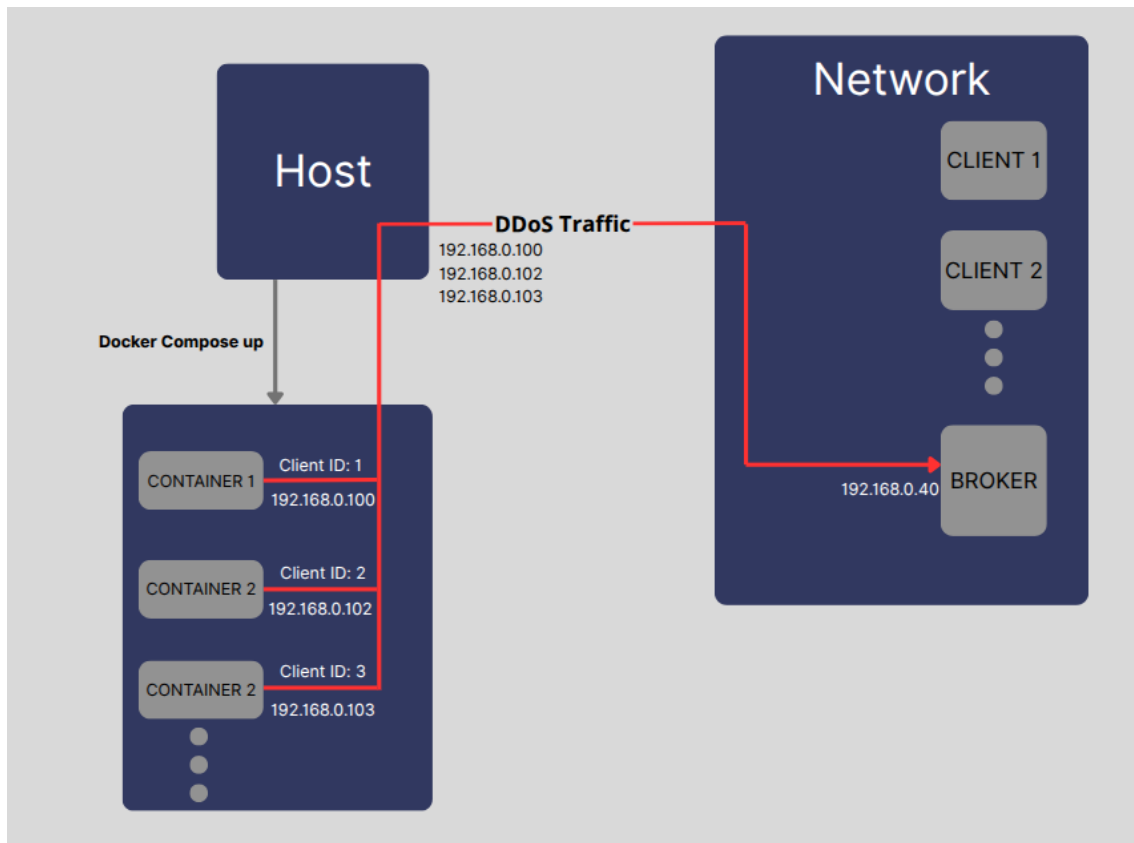 Host
Network
CLIENT 1
CLIENT 2
DDoS Traffic
192.168.0.100
192.168.0.102
192.168.0.103
Docker Compose up
CONTAINER 1
Client ID: 1
192.168.0.100
CONTAINER 2
Client ID: 2
192.168.0.102
CONTAINER 2
Client ID: 3
192.168.0.103
192.168.0.40
BROKER